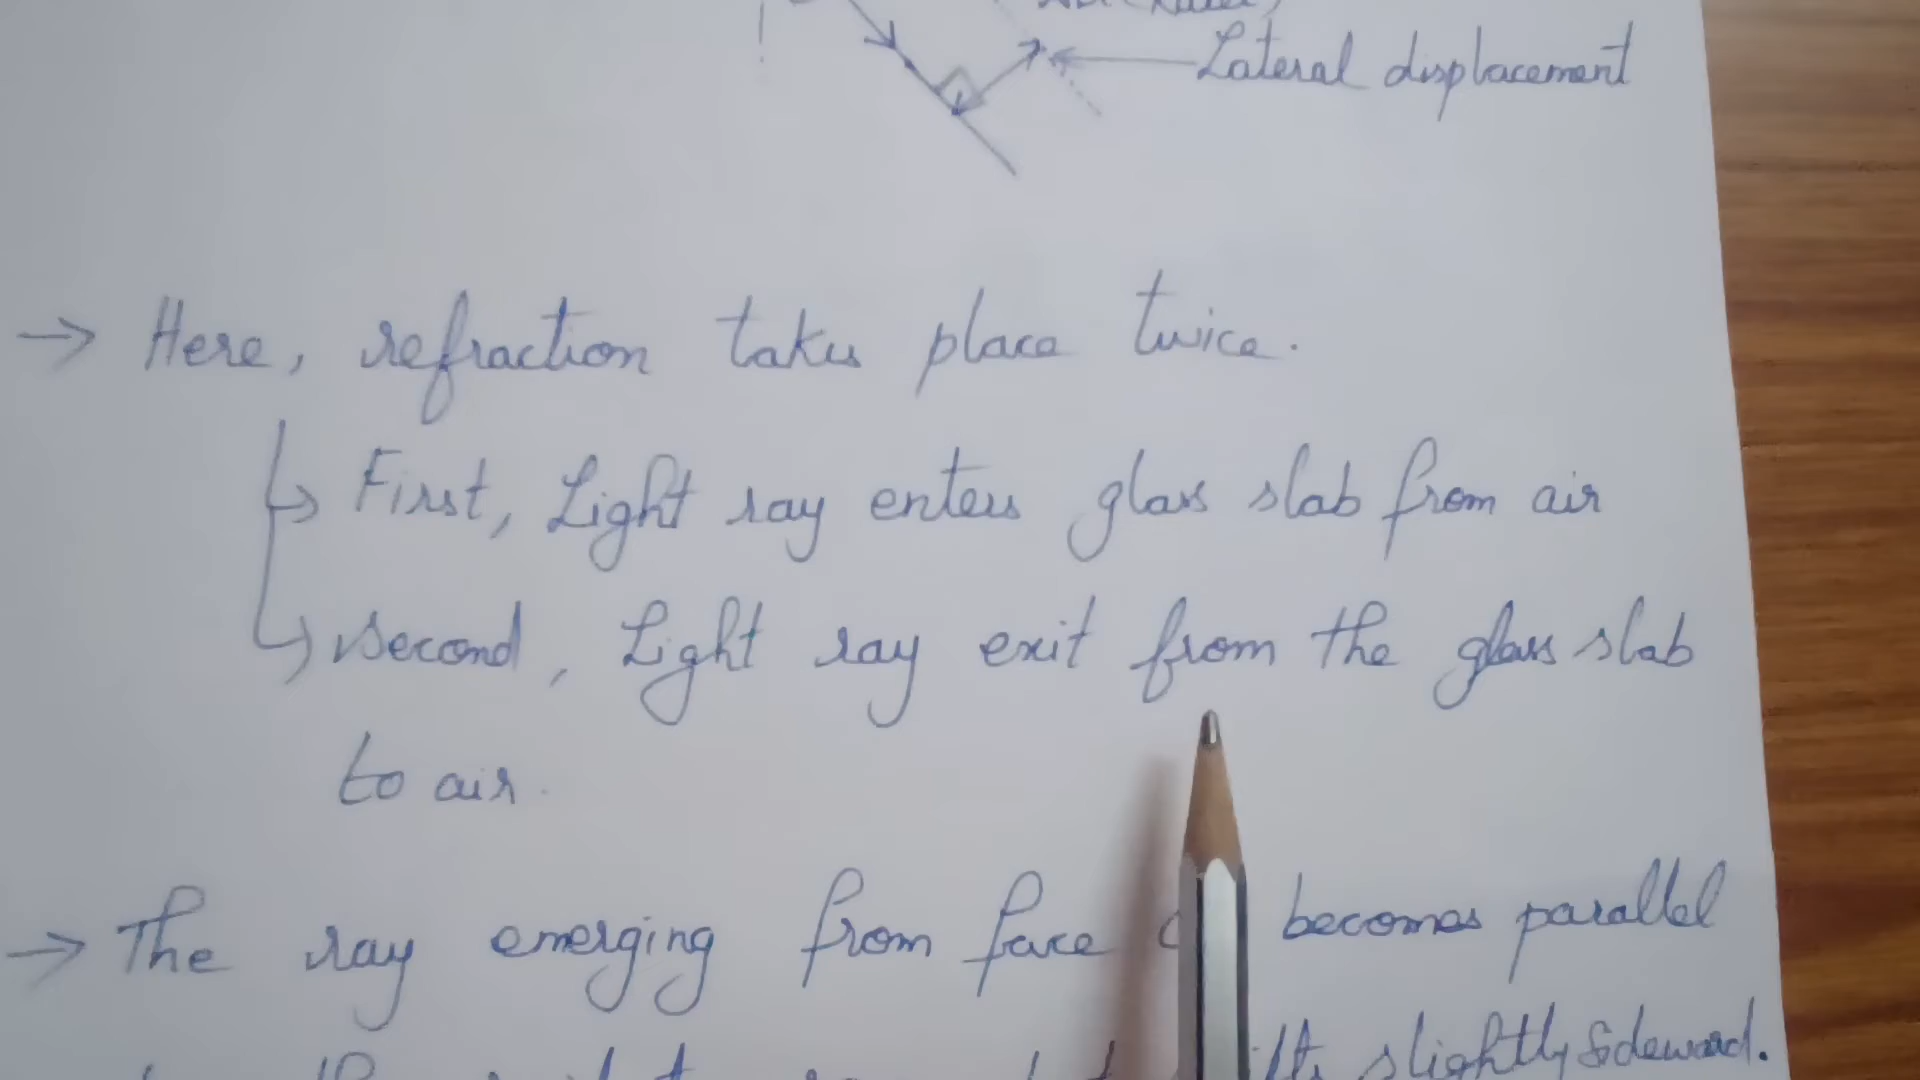 Lateral displacement
→ Here, refraction takes place twice.
First, Light ray enters glass slab from air
Second, Light ray exit from the glass slab
to air.
→ The ray emerging from face becomes parallel
slightly sideward.